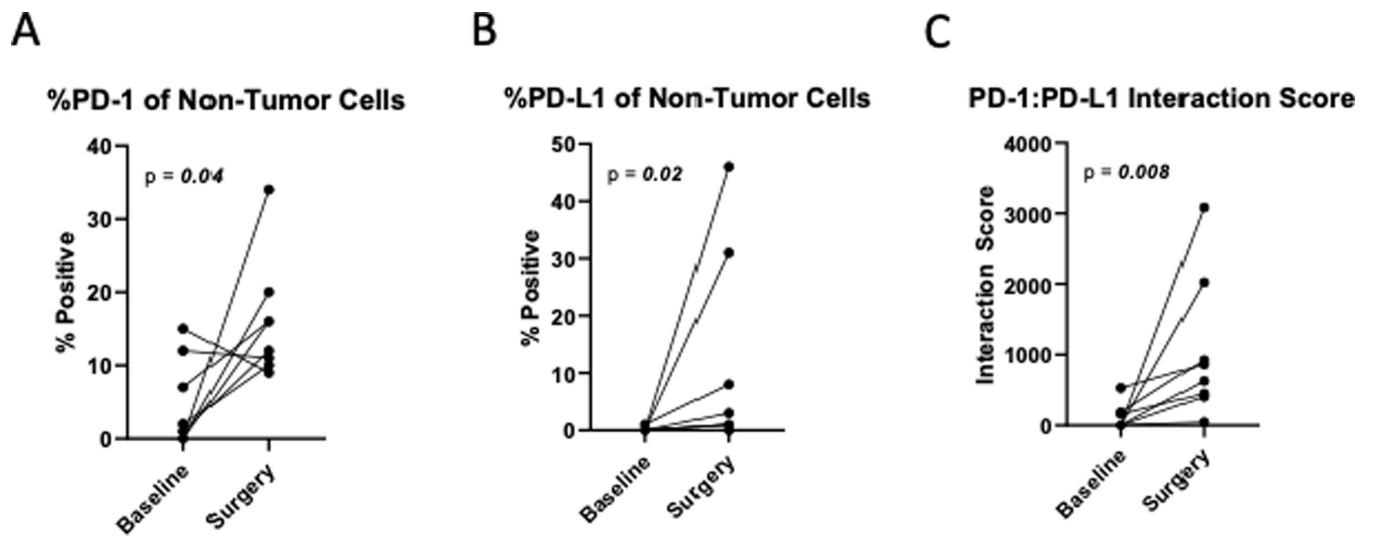 A
%PD-1 of Non-Tumor Cells
p = 0.04
% Positive
40
30
20
10
0
Baseline
Surgery
B
%PD-L1 of Non-Tumor Cells
p = 0.02
% Positive
50
40
30
20
10
0
Baseline
Surgery
C
PD-1:PD-L1 Interaction Score
p = 0.008
Interaction Score
4000
3000
2000
1000
0
Baseline
Surgery